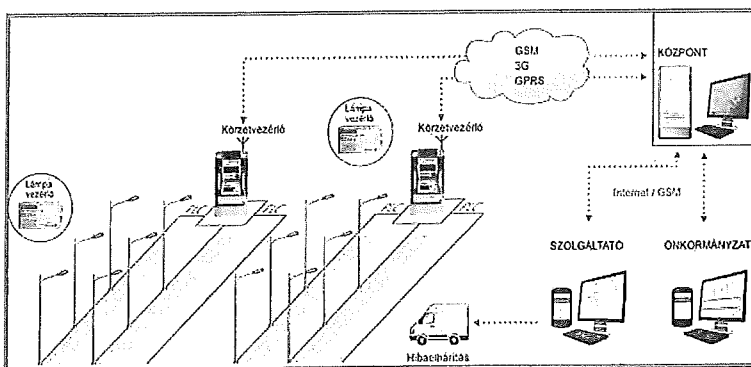 GSM
3G
GPRS
KÖZPONT
Lámpa
vezérlő
Körzetvezérlő
Körzetvezérlő
Lámpa
vezérlő
Internet / GSM
SZOLGÁLTATÓ
ÖNKORMÁNYZAT
Hibaelhárítás